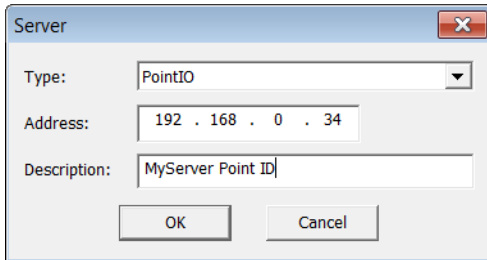 Server
Type: PointIO
Address: 192 . 168 . 0 . 34
Description: MyServer Point ID
OK Cancel